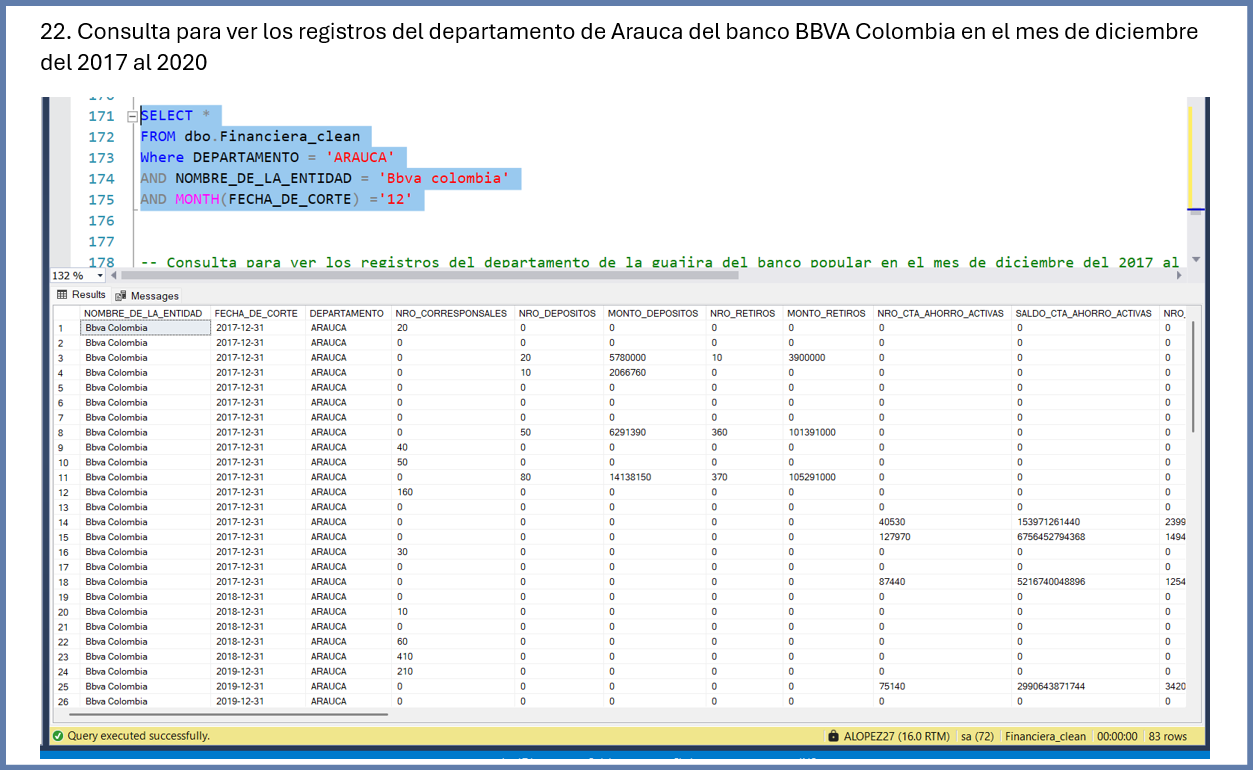 22. Consulta para ver los registros del departamento de Arauca del banco BBVA Colombia en el mes de diciembre
del 2017 al 2020
171 SELECT *
172 FROM dbo.Financiera_clean
173 Where DEPARTAMENTO = 'ARAUCA'
174 AND NOMBRE_DE_LA_ENTIDAD = 'Bbva colombia'
175 AND MONTH(FECHA_DE_CORTE) ='12'
176
177
178 -- Consulta para ver los registros del departamento de la guajira del banco popular en el mes de diciembre del 2017 al
132 %
Results Messages
NOMBRE_DE_LA_ENTIDAD FECHA_DE_CORTE DEPARTAMENTO NRO_CORRESPONSALES NRO_DEPOSITOS MONTO_DEPOSITOS NRO_RETIROS MONTO_RETIROS NRO_CTA_AHORRO_ACTIVAS SALDO_CTA_AHORRO_ACTIVAS NRO_
1 Bbva Colombia 2017-12-31 ARAUCA 20 0 0 0 0 0 0 0
2 Bbva Colombia 2017-12-31 ARAUCA 0 0 0 0 0 0 0 0
3 Bbva Colombia 2017-12-31 ARAUCA 0 20 5780000 10 3900000 0 0 0
4 Bbva Colombia 2017-12-31 ARAUCA 0 10 2066760 0 0 0 0 0
5 Bbva Colombia 2017-12-31 ARAUCA 0 0 0 0 0 0 0 0
6 Bbva Colombia 2017-12-31 ARAUCA 0 0 0 0 0 0 0 0
7 Bbva Colombia 2017-12-31 ARAUCA 0 0 0 0 0 0 0 0
8 Bbva Colombia 2017-12-31 ARAUCA 0 50 6291390 360 101391000 0 0 0
9 Bbva Colombia 2017-12-31 ARAUCA 40 0 0 0 0 0 0 0
10 Bbva Colombia 2017-12-31 ARAUCA 50 0 0 0 0 0 0 0
11 Bbva Colombia 2017-12-31 ARAUCA 0 80 14138150 370 105291000 0 0 0
12 Bbva Colombia 2017-12-31 ARAUCA 160 0 0 0 0 0 0 0
13 Bbva Colombia 2017-12-31 ARAUCA 0 0 0 0 0 0 0 0
14 Bbva Colombia 2017-12-31 ARAUCA 0 0 0 0 0 40530 153971261440 2399
15 Bbva Colombia 2017-12-31 ARAUCA 0 0 0 0 0 127970 6756452794368 1494
16 Bbva Colombia 2017-12-31 ARAUCA 30 0 0 0 0 0 0 0
17 Bbva Colombia 2017-12-31 ARAUCA 0 0 0 0 0 0 0 0
18 Bbva Colombia 2017-12-31 ARAUCA 0 0 0 0 0 87440 5216740048896 1254
19 Bbva Colombia 2018-12-31 ARAUCA 0 0 0 0 0 0 0 0
20 Bbva Colombia 2018-12-31 ARAUCA 10 0 0 0 0 0 0 0
21 Bbva Colombia 2018-12-31 ARAUCA 0 0 0 0 0 0 0 0
22 Bbva Colombia 2018-12-31 ARAUCA 60 0 0 0 0 0 0 0
23 Bbva Colombia 2018-12-31 ARAUCA 410 0 0 0 0 0 0 0
24 Bbva Colombia 2019-12-31 ARAUCA 210 0 0 0 0 0 0 0
25 Bbva Colombia 2019-12-31 ARAUCA 0 0 0 0 0 75140 2990643871744 3420
26 Bbva Colombia 2019-12-31 ARAUCA 0 0 0 0 0 0 0 0
Query executed successfully. ALOPEZ27 (16.0 RTM) sa (72) Financiera_clean 00:00:00 83 rows